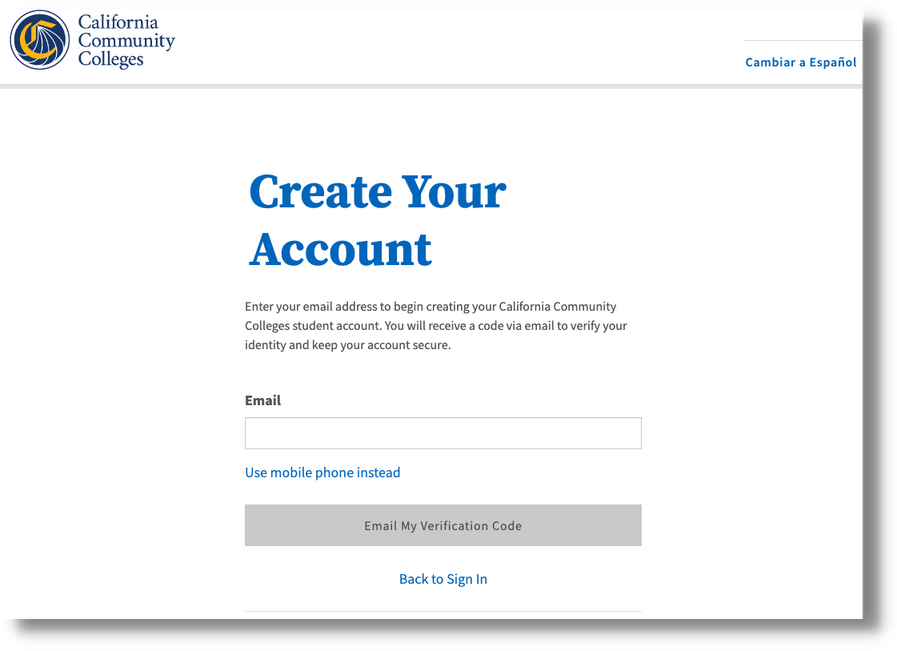 California
Community
Colleges
Cambiar a Español
Create Your
Account
Enter your email address to begin creating your California Community
Colleges student account. You will receive a code via email to verify your
identity and keep your account secure.
Email
Use mobile phone instead
Email My Verification Code
Back to Sign In